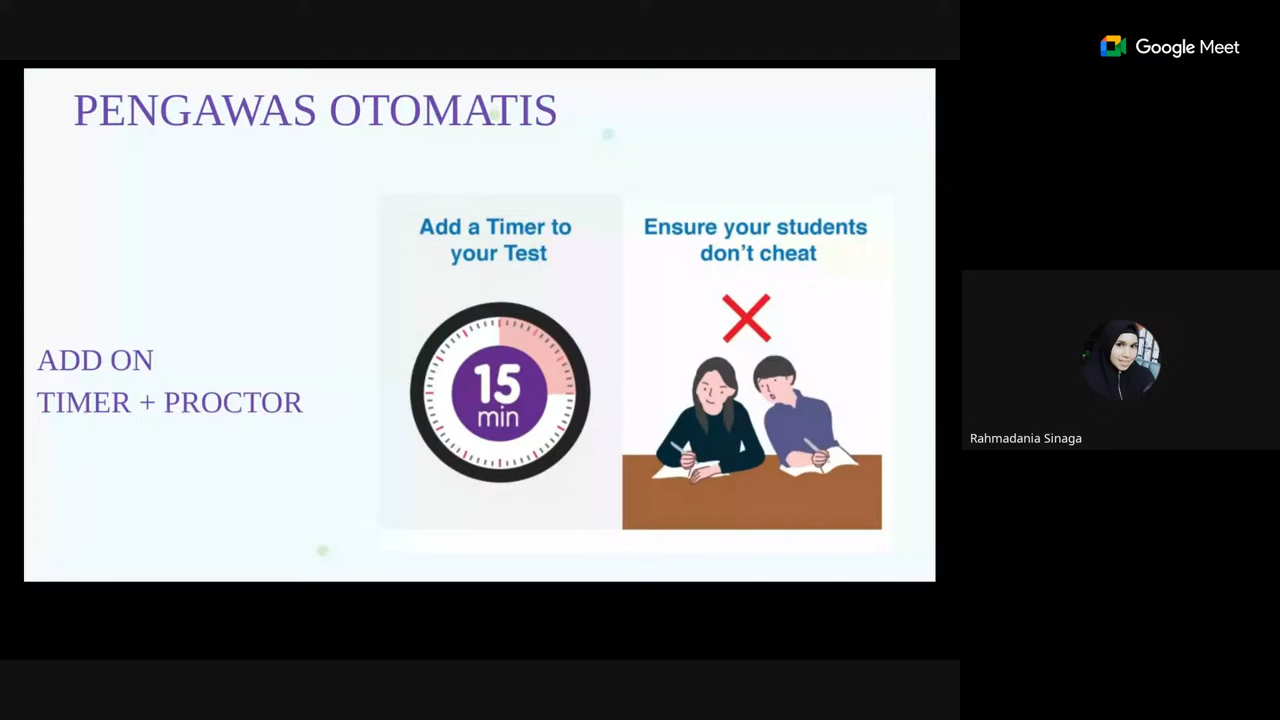 Google Meet
PENGAWAS OTOMATIS
Add a Timer to
your Test
Ensure your students
don't cheat
15
min
ADD ON
TIMER + PROCTOR
Rahmadania Sinaga